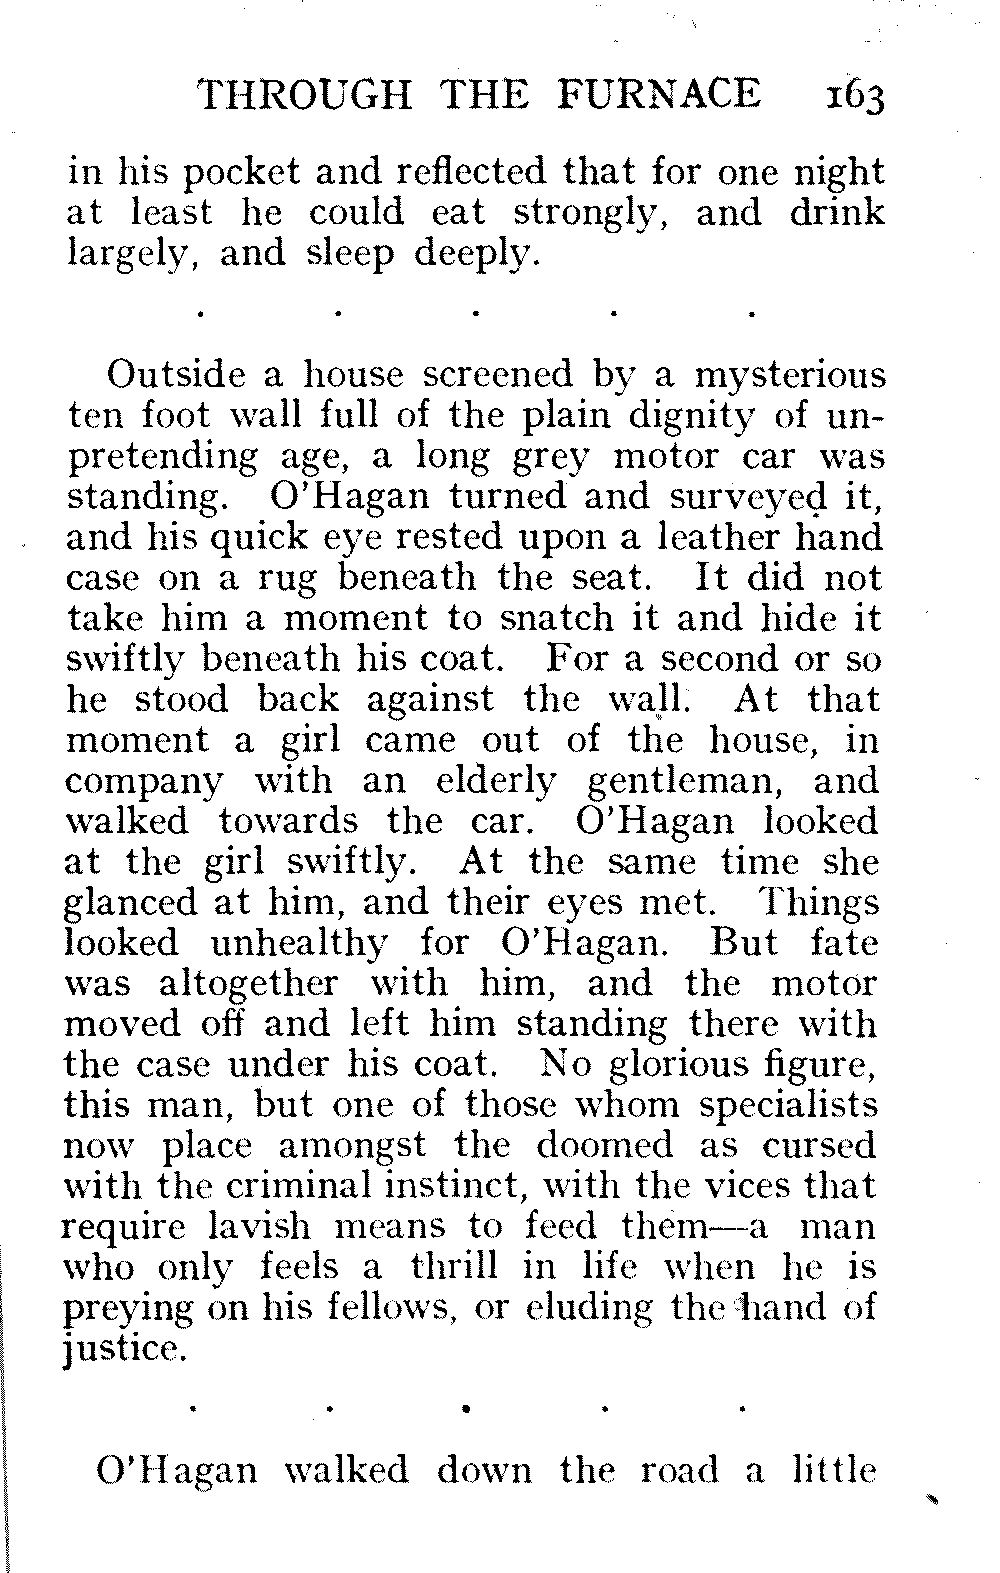 THROUGH THE FURNACE 163
in his pocket and reflected that for one night
at least he could eat strongly, and drink
largely, and sleep deeply.
. . . . .
Outside a house screened by a mysterious
ten foot wall full of the plain dignity of un-
pretending age, a long grey motor car was
standing. O'Hagan turned and surveyed it,
and his quick eye rested upon a leather hand
case on a rug beneath the seat. It did not
take him a moment to snatch it and hide it
swiftly beneath his coat. For a second or so
he stood back against the wall. At that
moment a girl came out of the house, in
company with an elderly gentleman, and
walked towards the car. O'Hagan looked
at the girl swiftly. At the same time she
glanced at him, and their eyes met. Things
looked unhealthy for O'Hagan. But fate
was altogether with him, and the motor
moved off and left him standing there with
the case under his coat. No glorious figure,
this man, but one of those whom specialists
now place amongst the doomed as cursed
with the criminal instinct, with the vices that
require lavish means to feed them—a man
who only feels a thrill in life when he is
preying on his fellows, or eluding the hand of
justice.
. . . . .
O'Hagan walked down the road a little